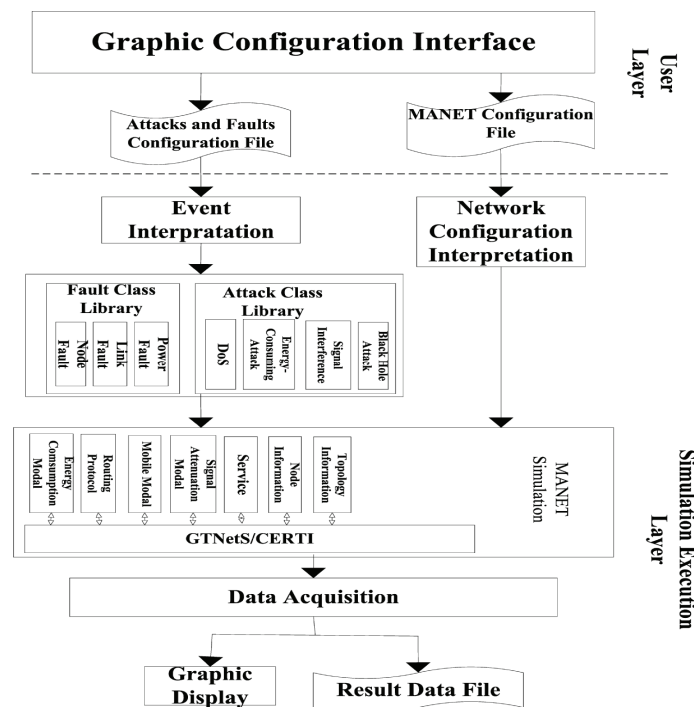 Graphic Configuration Interface
User
Layer
Attacks and Faults
Configuration File
MANET Configuration
File
Event
Interpratation
Network
Configuration
Interpretation
Fault Class
Library
Node
Fault
Link
Fault
Power
Fault
Attack Class
Library
DoS
Energy-
Consuming
Attack
Signal
Interference
Black Hole
Attack
Energy
Comsumption
Modal
Routing
Protocol
Mobile Modal
Signal
Attenuation
Modal
Service
Node
Information
Topology
Information
MANET
Simulation
GTNetS/CERTI
Simulation Execution
Layer
Data Acquisition
Graphic
Display
Result Data File